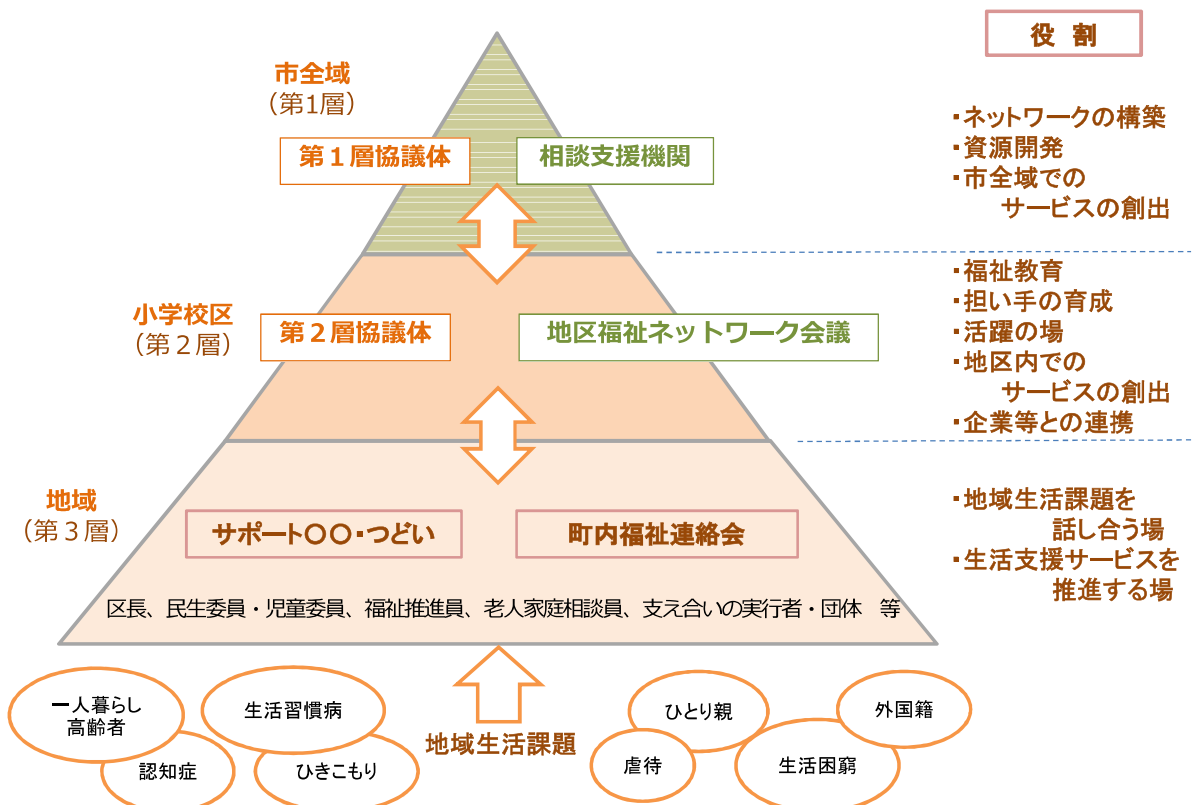 役 割
市全域
（第1層）
第１層協議体
相談支援機関
・ネットワークの構築
・資源開発
・市全域での
サービスの創出
小学校区
（第２層）
第２層協議体
地区福祉ネットワーク会議
・福祉教育
・担い手の育成
・活躍の場
・地区内での
サービスの創出
・企業等との連携
地域
（第３層）
サポート〇〇・つどい
町内福祉連絡会
・地域生活課題を
話し合う場
・生活支援サービスを
推進する場
区長、民生委員・児童委員、福祉推進員、老人家庭相談員、支え合いの実行者・団体　等
一人暮らし
高齢者
生活習慣病
認知症
ひきこもり
地域生活課題
ひとり親
外国籍
虐待
生活困窮